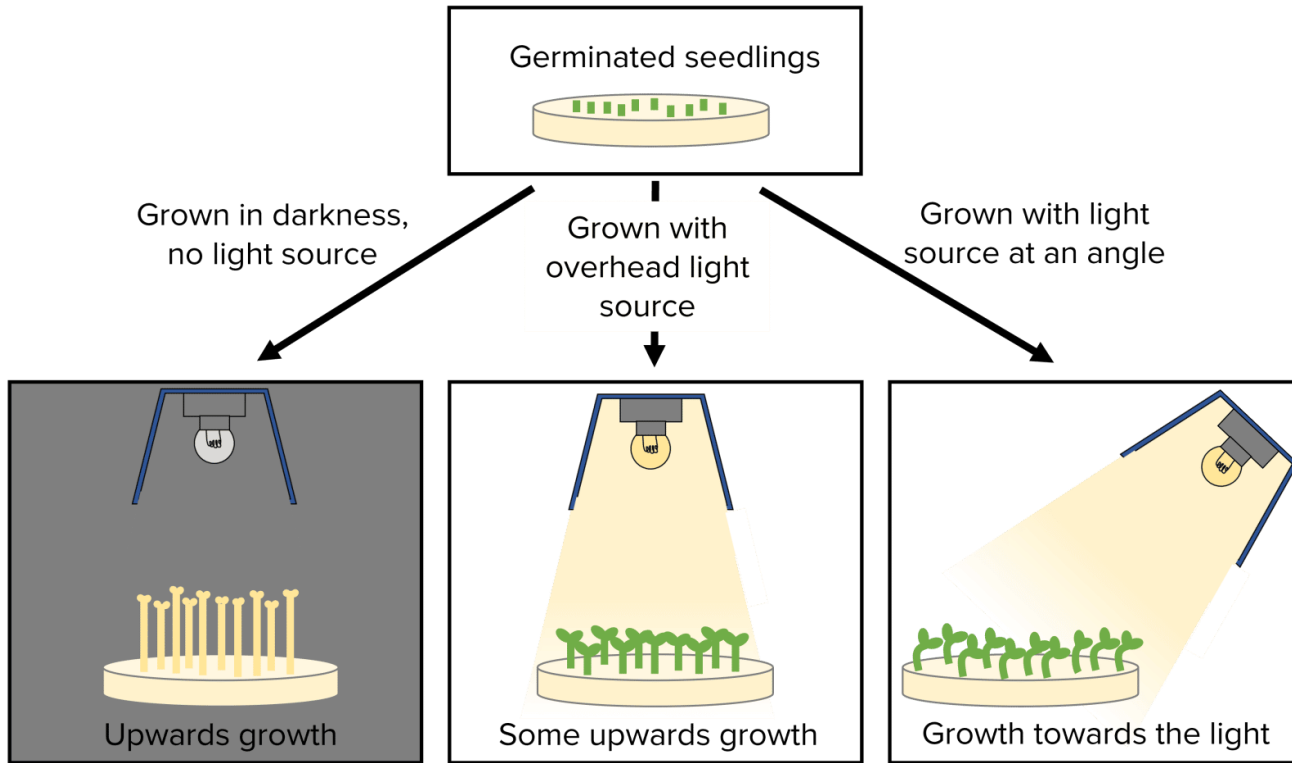 Germinated seedlings
Grown in darkness,
no light source
Grown with
overhead light
source
Grown with light
source at an angle
Upwards growth
Some upwards growth
Growth towards the light